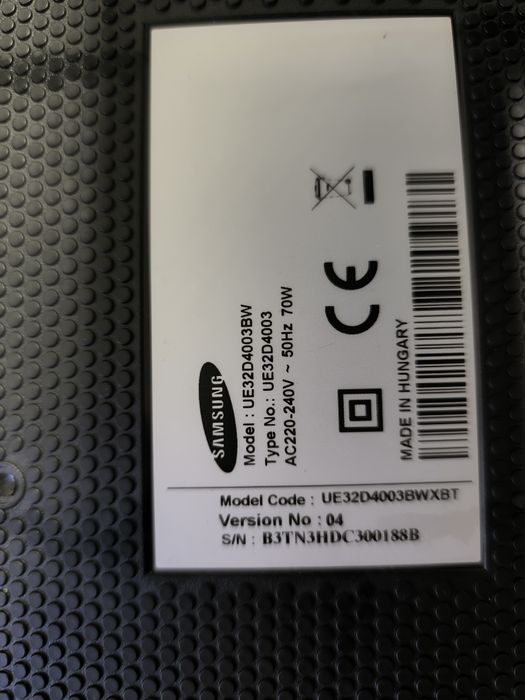 SAMSUNG
Model : UE32D4003BW
Type No.: UE32D4003
AC220-240V ~ 50Hz 70W
CE
MADE IN HUNGARY
Model Code : UE32D4003BWXBT
Version No : 04
S/N : B3TN3HDC300188B